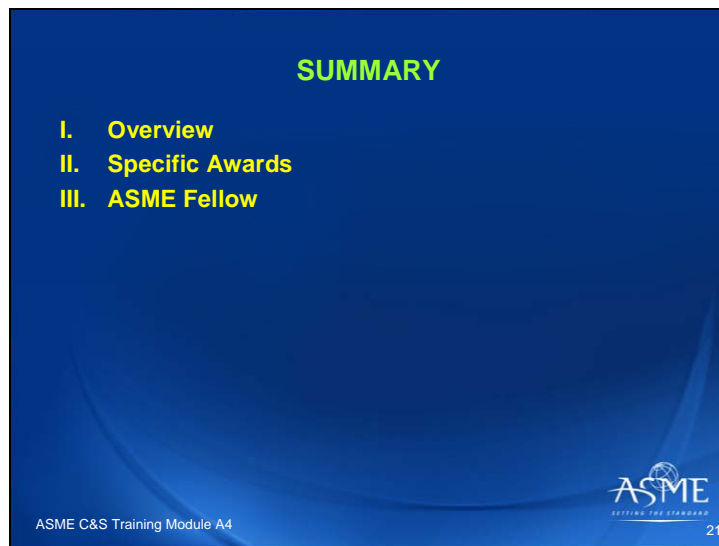 SUMMARY
I. Overview
II. Specific Awards
III. ASME Fellow
ASME
SETTING THE STANDARD
ASME C&S Training Module A4
21